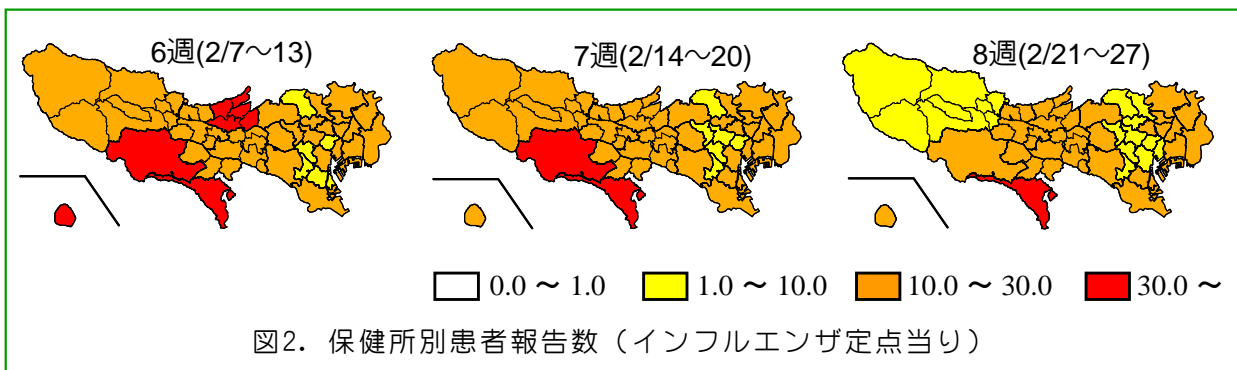 6週(2/7～13)
7週(2/14～20)
8週(2/21～27)
0.0 ～ 1.0
1.0 ～ 10.0
10.0 ～ 30.0
30.0 ～
図2. 保健所別患者報告数（インフルエンザ定点当り）